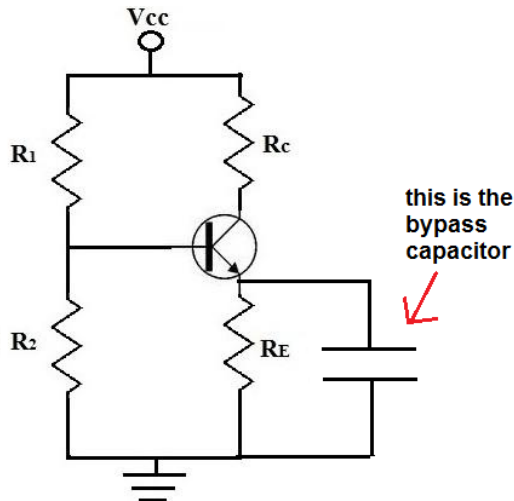 Vcc
R1
Rc
this is the
bypass
capacitor
R2
RE